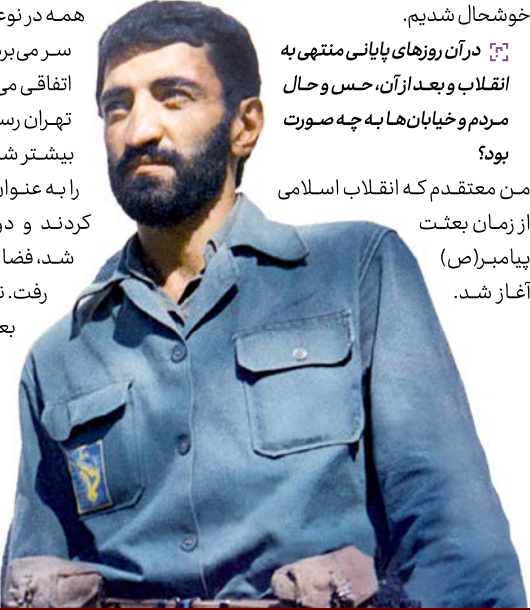 خوشحال شدیم.
در آن روزهای پایانی منتهی به
انقلاب و بعد از آن، حس و حال
مردم و خیابان‌ها به چه صورت
بود؟
من معتقدم که انقلاب اسلامی
از زمان بعثت
پیامبر(ص)
آغاز شد.
همه در نوع
سر می‌بر
اتفاقی می
تهران رس
بیشتر ش
را به عنوان
کردند و دو
شد، فضا
رفت. ن
بع